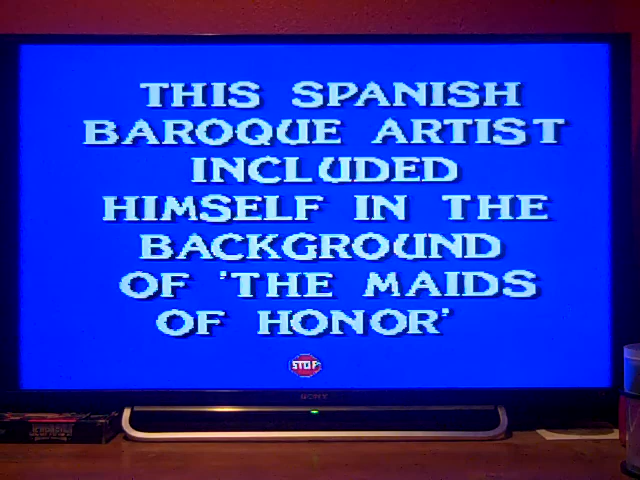 THIS SPANISH
BAROQUE ARTIST
INCLUDED
HIMSELF IN THE
BACKGROUND
OF 'THE MAIDS
OF HONOR'
STOP
SONY